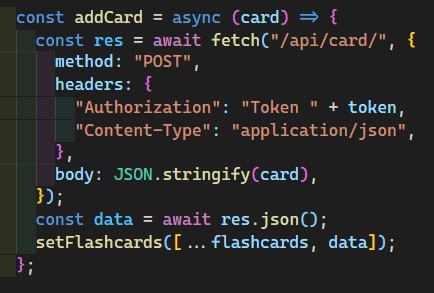 const addCard = async (card) => {
const res = await fetch("/api/card/", {
method: "POST",
headers: {
"Authorization": "Token " + token,
"Content-Type": "application/json",
},
body: JSON.stringify(card),
});
const data = await res.json();
setFlashcards([...flashcards, data]);
};